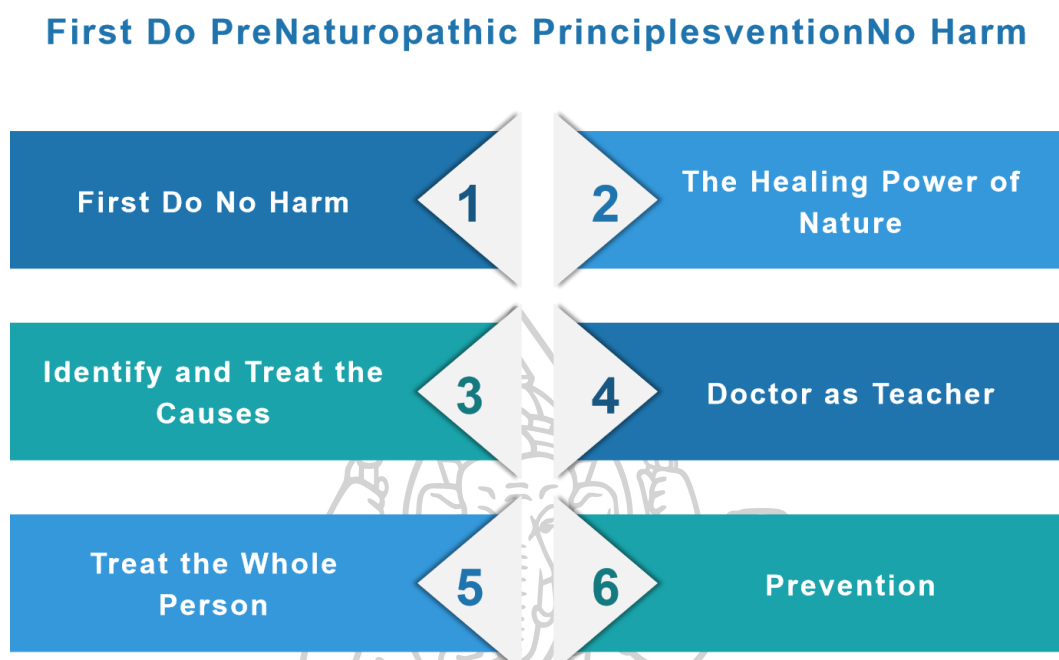 First Do PreNaturopathic PrinciplesventionNo Harm
First Do No Harm
1
2
The Healing Power of
Nature
Identify and Treat the
Causes
3
4
Doctor as Teacher
Treat the Whole
Person
5
6
Prevention